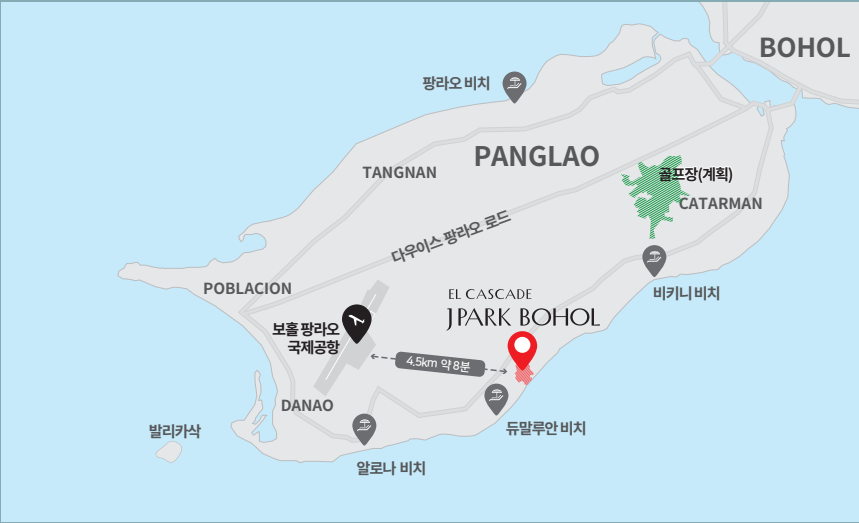 BOHOL
팡라오 비치
PANGLAO
TANGNAN
골프장(계획)
CATARMAN
다우이스 팡라오 로드
POBLACION
비키니 비치
EL CASCADE
JPARK BOHOL
보홀 팡라오
국제공항
4.5km 약 8분
DANAO
발리카삭
듀말루안 비치
알로나 비치